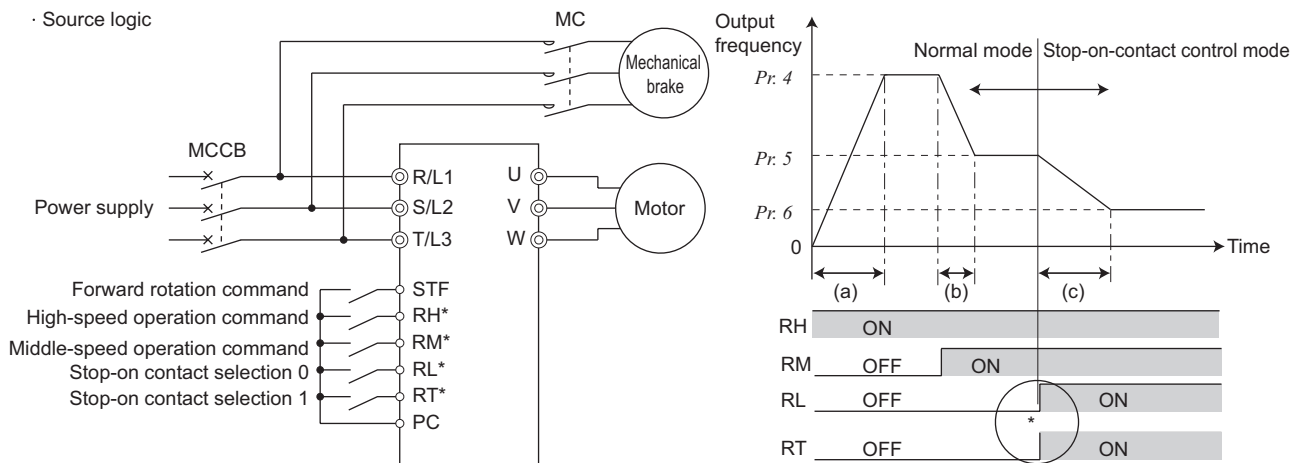 · Source logic
MC
Mechanical
brake
MCCB
R/L1
S/L2
T/L3
U
V
W
Motor
Power supply
Forward rotation command
STF
High-speed operation command
RH*
Middle-speed operation command
RM*
Stop-on contact selection 0
RL*
Stop-on contact selection 1
RT*
PC
Output
frequency
Normal mode
Stop-on-contact control mode
Pr. 4
Pr. 5
Pr. 6
0
Time
(a)
(b)
(c)
RH
ON
RM
OFF
ON
RL
OFF
ON
*
RT
OFF
ON